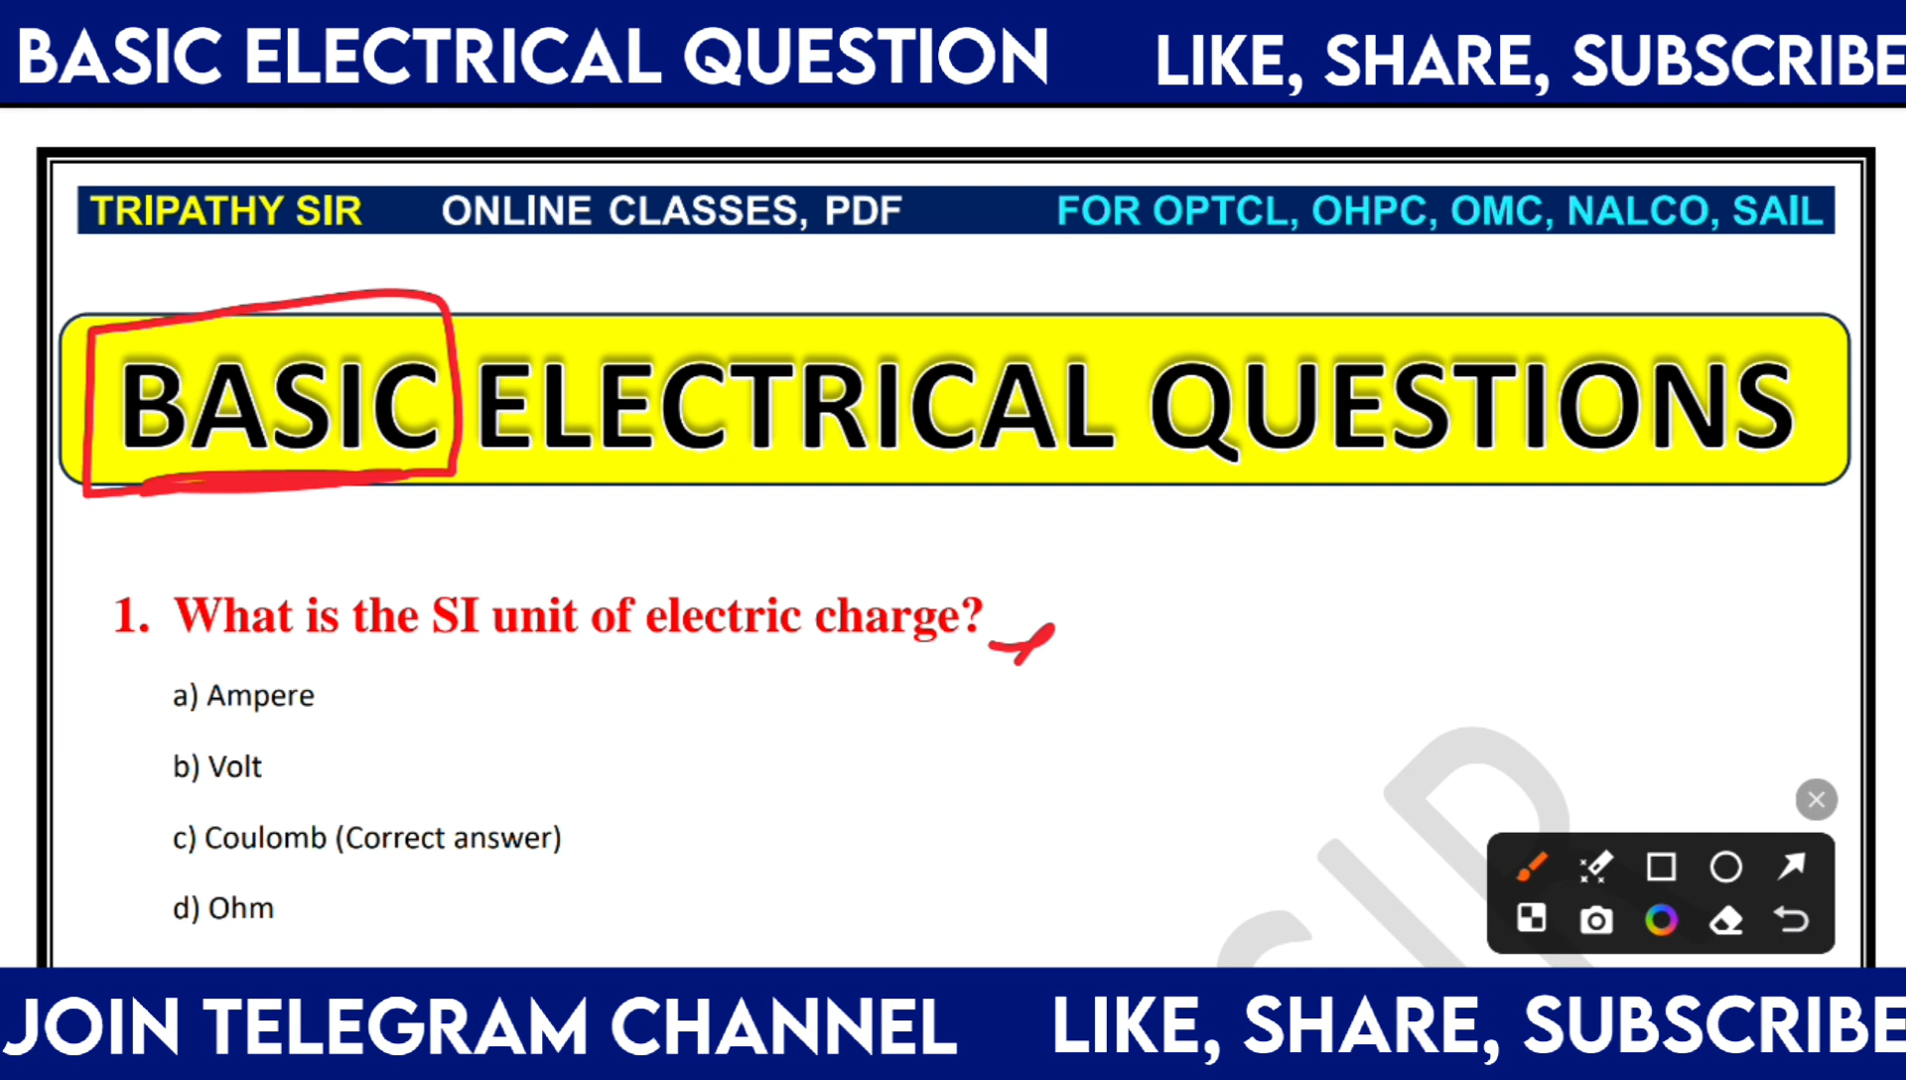 BASIC ELECTRICAL QUESTION LIKE, SHARE, SUBSCRIBE
TRIPATHY SIR ONLINE CLASSES, PDF FOR OPTCL, OHPC, OMC, NALCO, SAIL
BASIC ELECTRICAL QUESTIONS
1. What is the SI unit of electric charge?
a) Ampere
b) Volt
c) Coulomb (Correct answer)
d) Ohm
JOIN TELEGRAM CHANNEL LIKE, SHARE, SUBSCRIBE